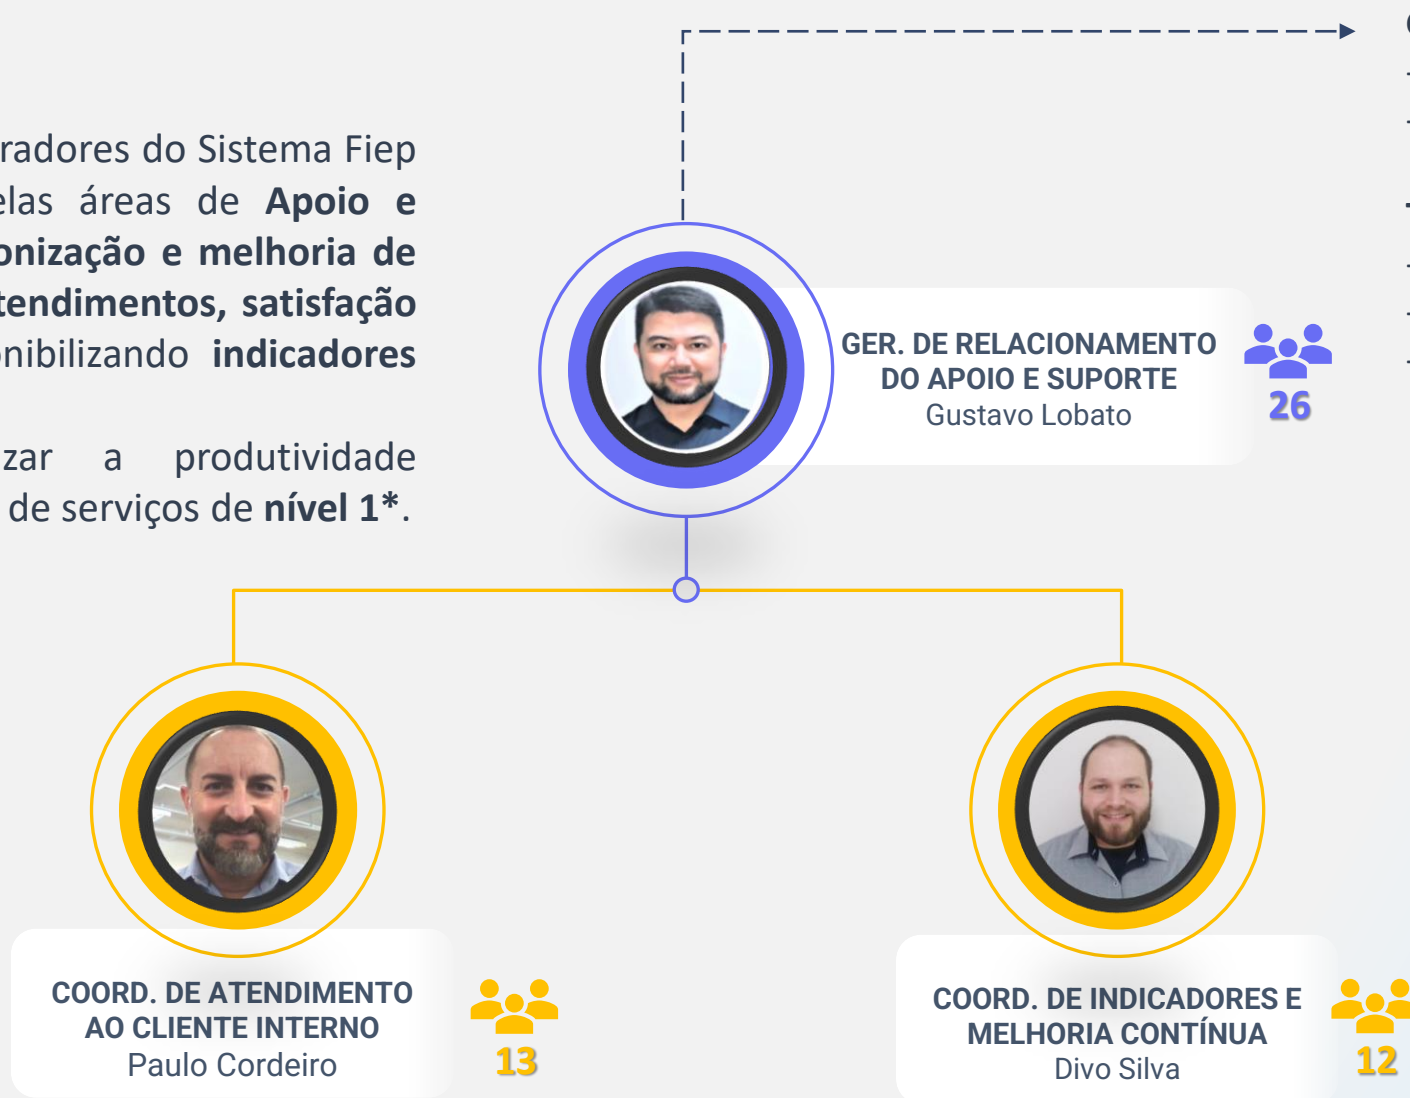 radores do Sistema Fiep
elas áreas de Apoio e
onização e melhoria de
tendimentos, satisfação
onibilizando indicadores
zar a produtividade
de serviços de nível 1*.
GER. DE RELACIONAMENTO
DO APOIO E SUPORTE
Gustavo Lobato
26
COORD. DE ATENDIMENTO
AO CLIENTE INTERNO
Paulo Cordeiro
13
COORD. DE INDICADORES E
MELHORIA CONTÍNUA
Divo Silva
12